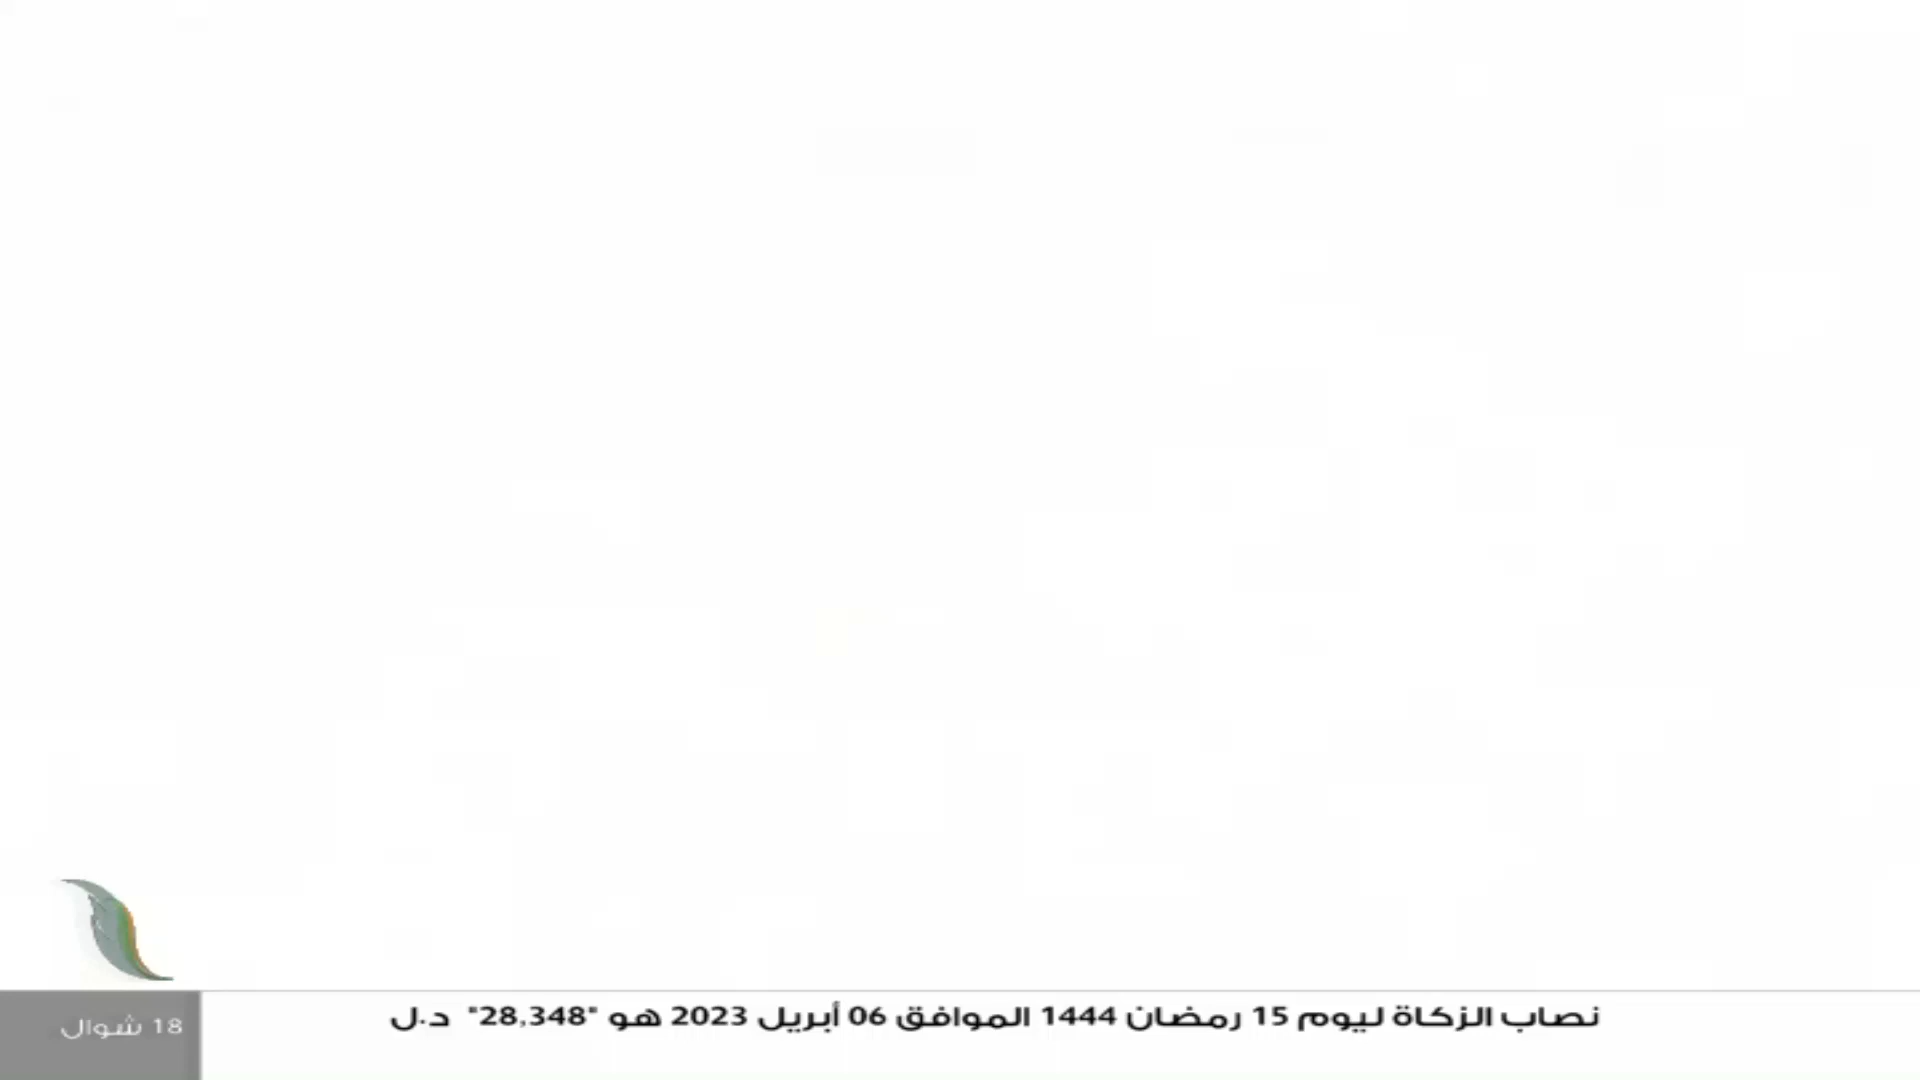 نصاب الزكاة ليوم 15 رمضان 1444 الموافق 06 أبريل 2023 هو "28,348" د.ل
18 شوال